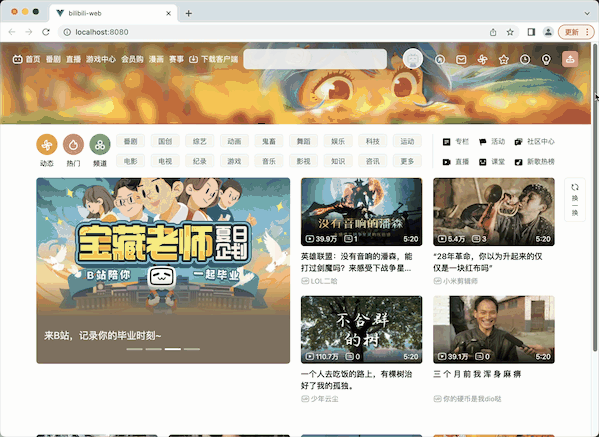 bilibili-web
localhost:8080
更新
首页 番剧 直播 游戏中心 会员购 漫画 赛事 下载客户端
动态 热门 频道
番剧 国创 综艺 动画 鬼畜 舞蹈 娱乐 科技 运动
电影 电视 纪录 游戏 音乐 影视 知识 资讯 更多
专栏 活动 社区中心
直播 课堂 新歌热榜
宝藏老师 夏日企划
B站陪你 一起毕业
来B站，记录你的毕业时刻~
换一换
没有音响的潘森
39.9万 1 5:20
英雄联盟：没有音响的潘森，能
打过剑魔吗？来感受下战争星...
UP LOL二哈
5.4万 3 5:20
“28年革命，你以为升起来的仅
仅是一块红布吗”
UP 小米剪辑师
不合群的树
110.7万 0 5:20
一个人去吃饭的路上，有棵树治
好了我的孤独。
UP 少年云尘
39.1万 0 5:20
三个月前我浑身麻痹
UP 你的硬币是我dio哒